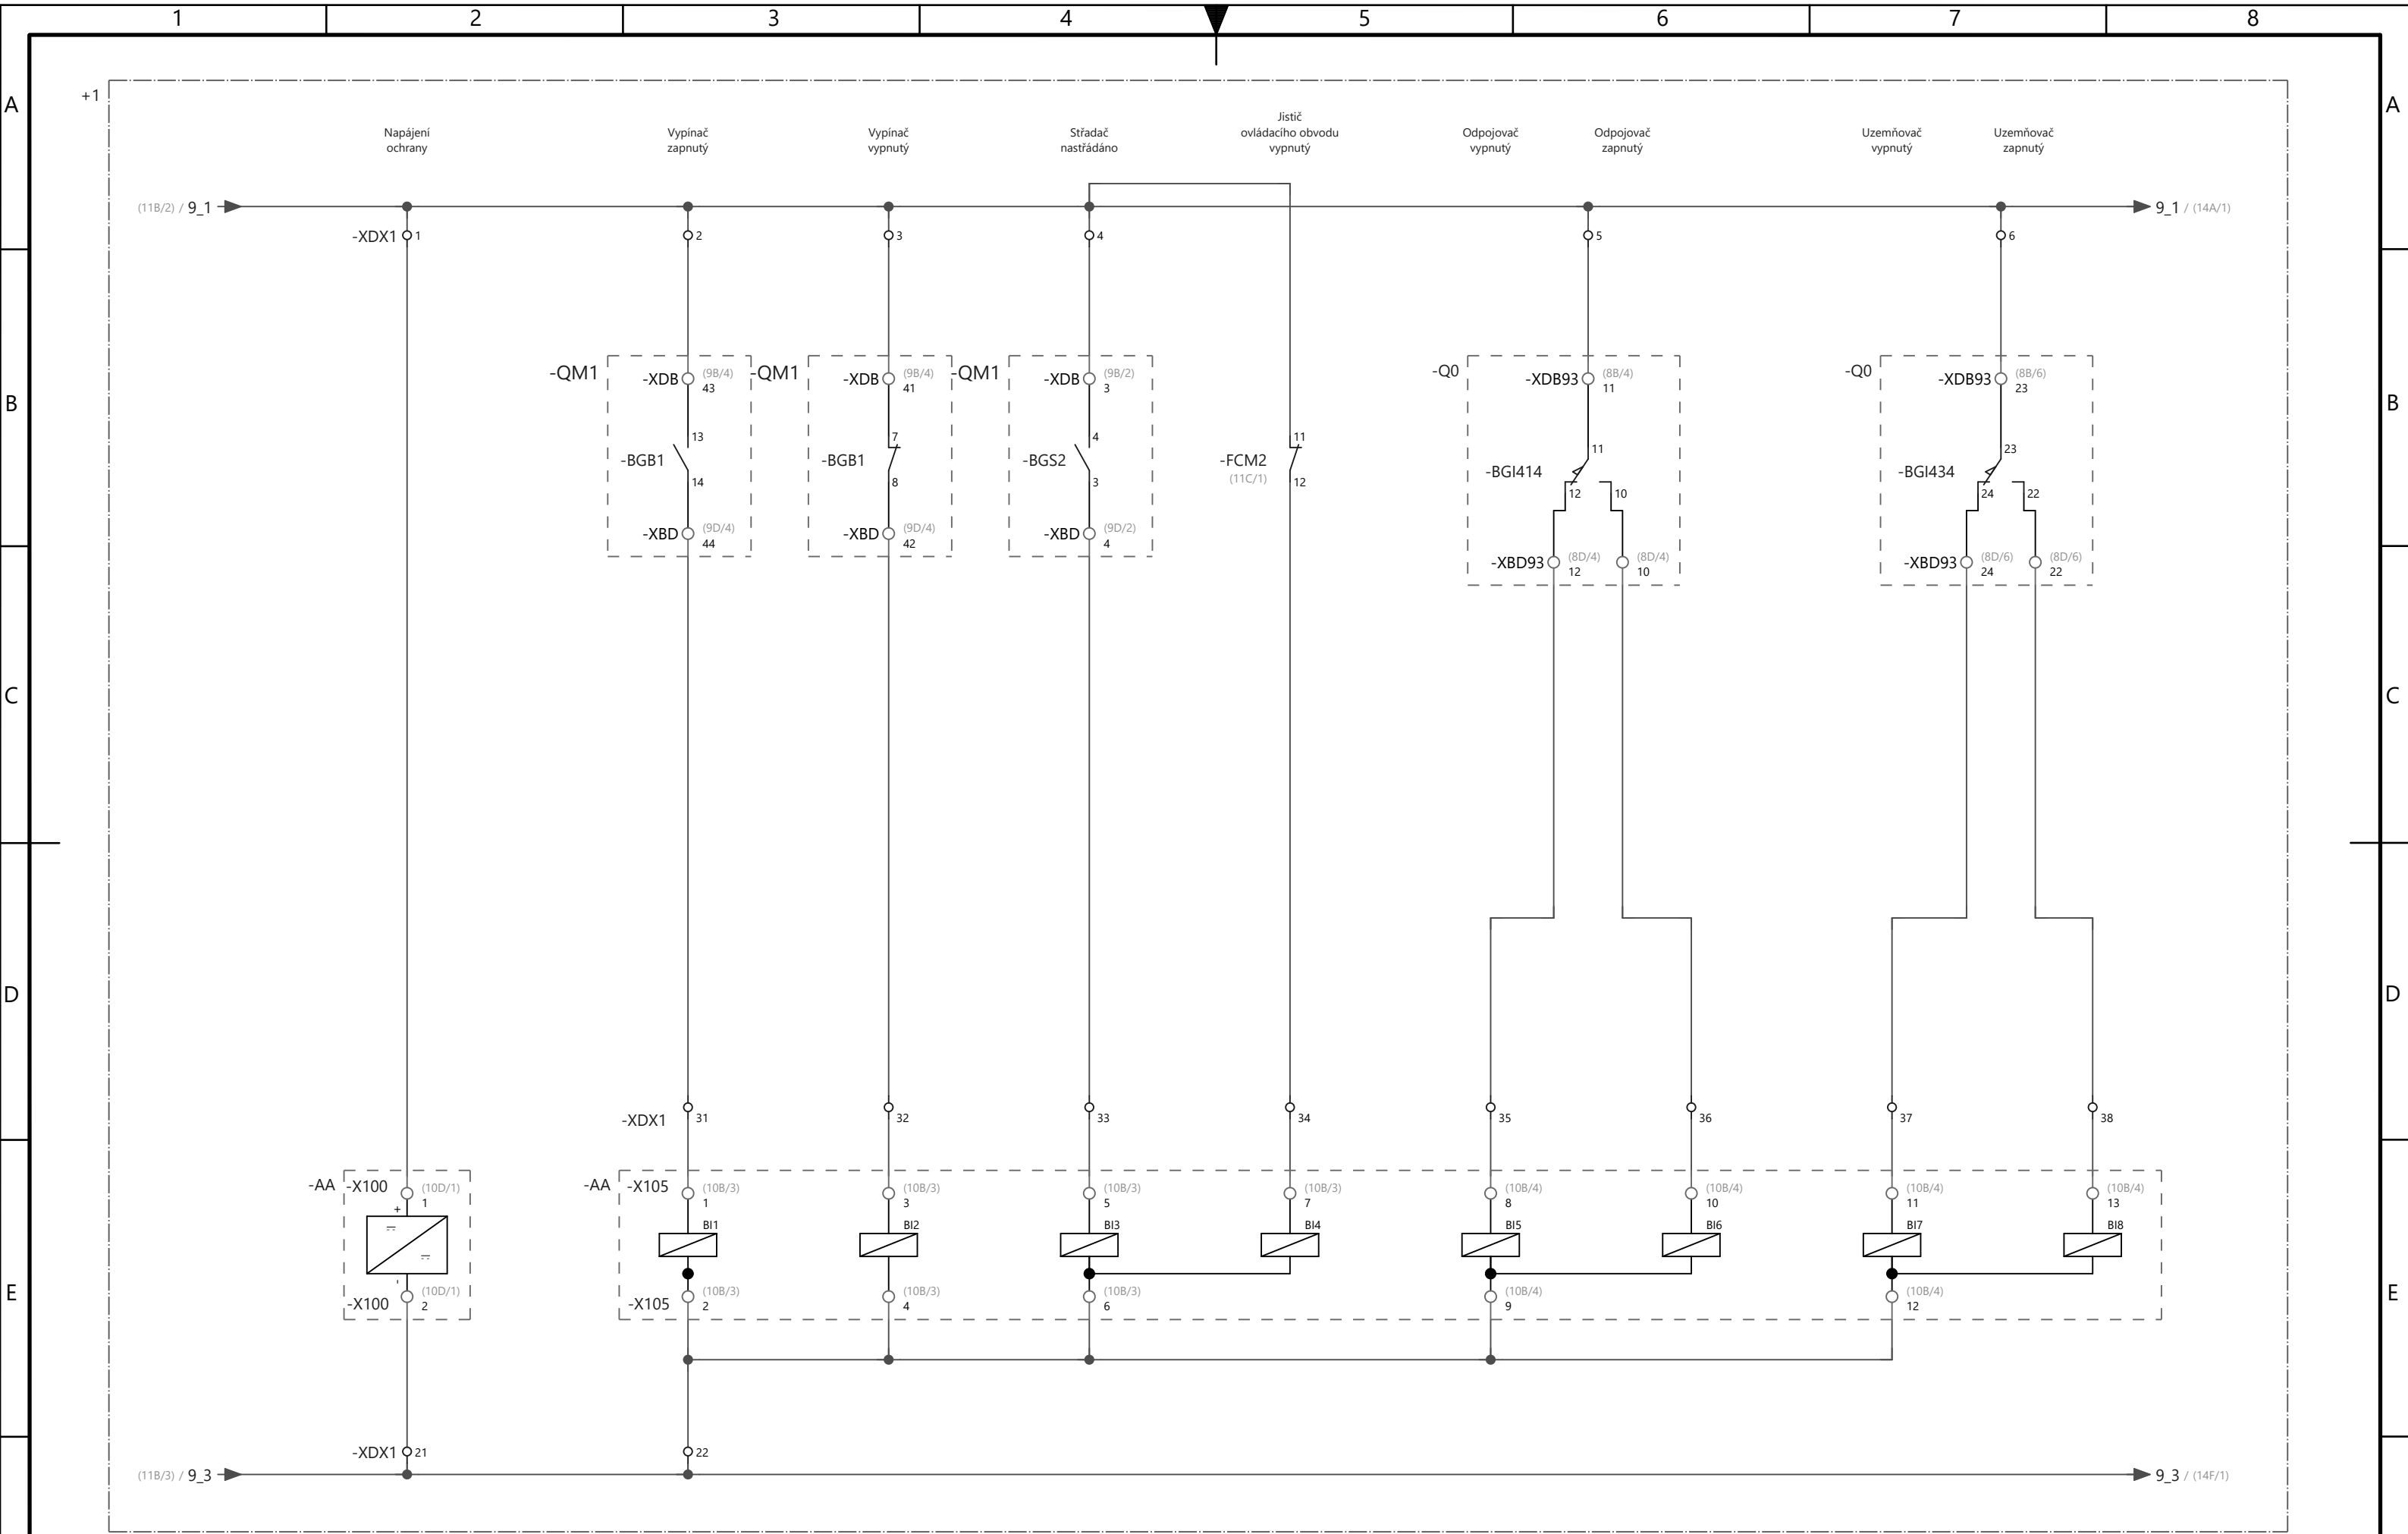 1 2 3 4 5 6 7 8
A A
+1
Napájení
ochrany
Vypínač
zapnutý
Vypínač
vypnutý
Střadač
nastřádáno
Jistič
ovládacího obvodu
vypnutý
Odpojovač
vypnutý
Odpojovač
zapnutý
Uzemňovač
vypnutý
Uzemňovač
zapnutý
(11B/2) / 9_1
9_1 / (14A/1)
-XDX1 1 2 3 4 5 6
B B
-QM1 -XDB (9B/4)
43
13
-BGB1
14
-XBD (9D/4)
44
-QM1 -XDB (9B/4)
41
7
-BGB1
8
-XBD (9D/4)
42
-QM1 -XDB (9B/2)
3
4
-BGS2
3
-XBD (9D/2)
4
11
-FCM2
(11C/1) 12
-Q0 -XDB93 (8B/4)
11
11
-BGI414
12 10
-XBD93 (8D/4) (8D/4)
12 10
-Q0 -XDB93 (8B/6)
23
23
-BGI434
24 22
-XBD93 (8D/6) (8D/6)
24 22
C C
D D
-XDX1 31 32 33 34 35 36 37 38
E E
-AA -X100 (10D/1)
1
+
-
-X100 (10D/1)
2
-AA -X105 (10B/3) (10B/3) (10B/3) (10B/3) (10B/4) (10B/4) (10B/4) (10B/4)
1 3 5 7 8 10 11 13
BI1 BI2 BI3 BI4 BI5 BI6 BI7 BI8
-X105 (10B/3) (10B/3) (10B/3) (10B/4) (10B/4)
2 4 6 9 12
-XDX1 21 22
(11B/3) / 9_3
9_3 / (14F/1)